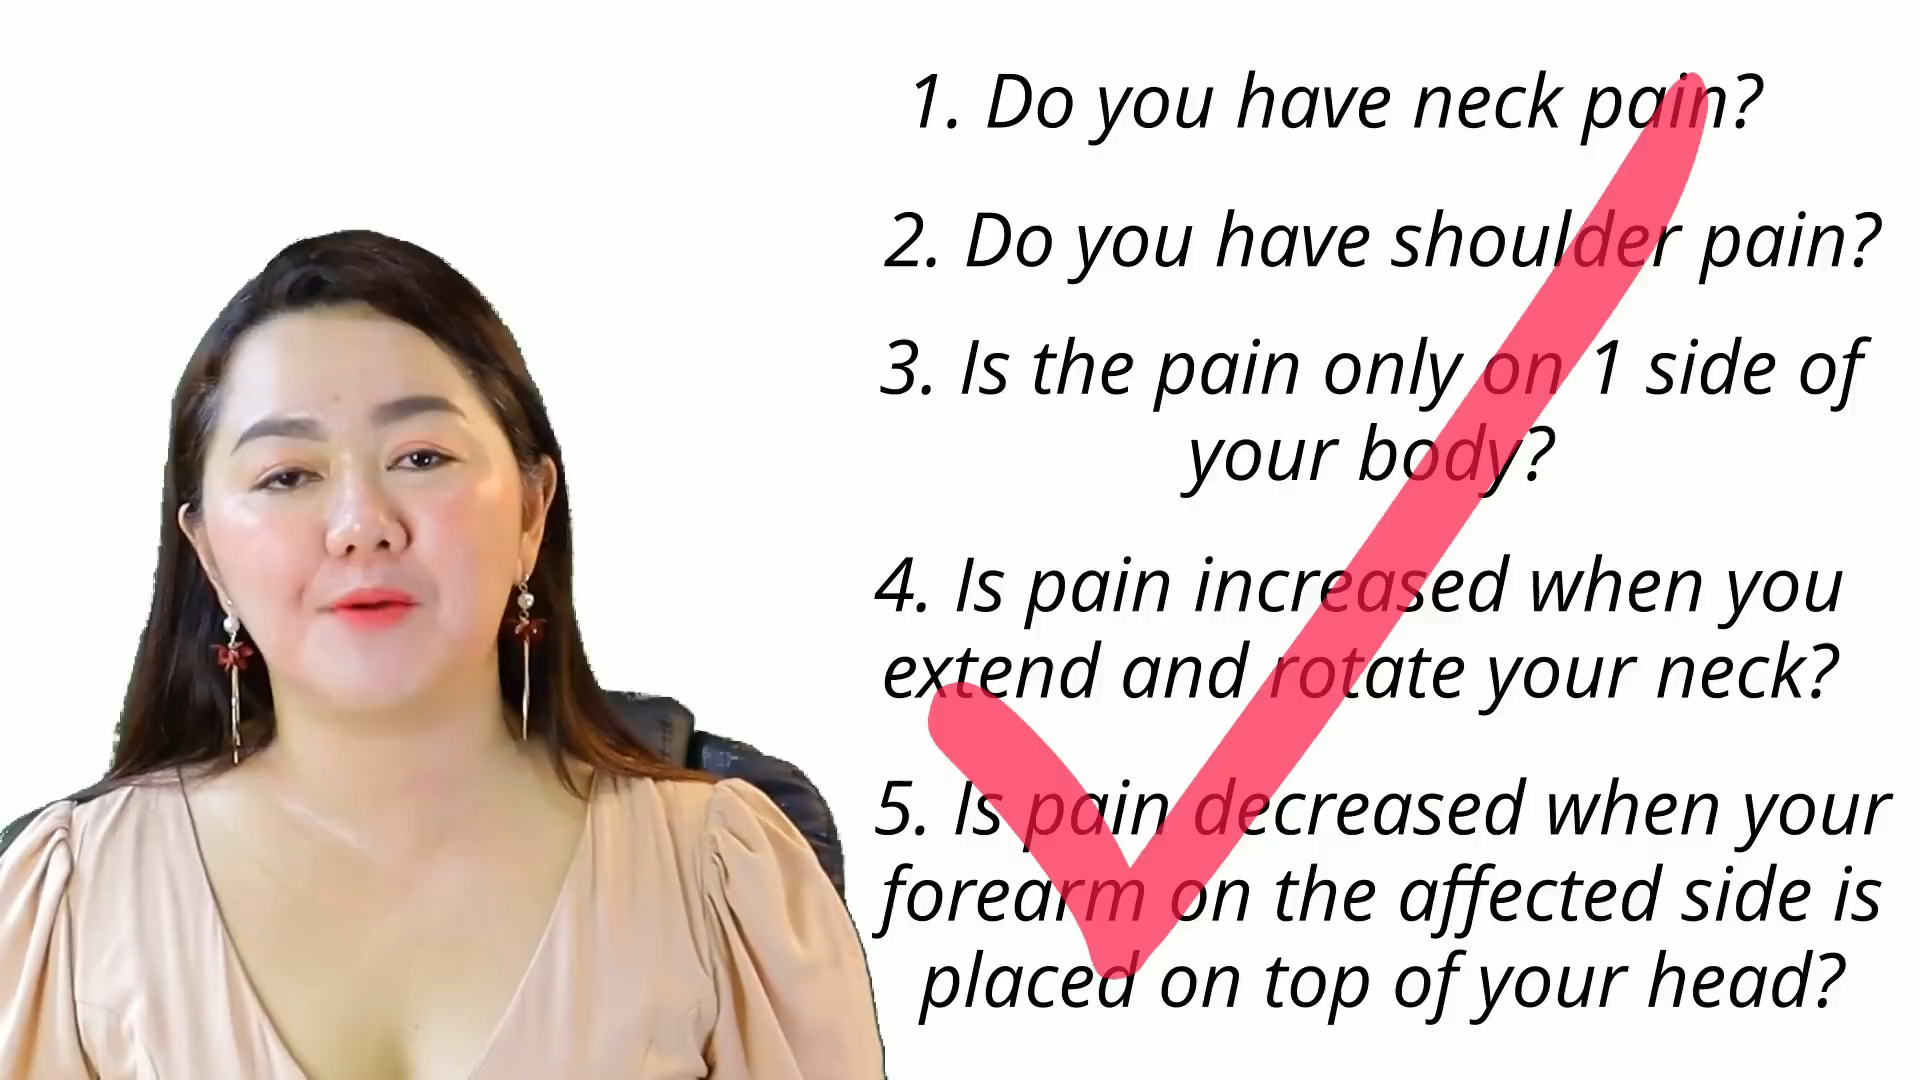 1. Do you have neck pain?
2. Do you have shoulder pain?
3. Is the pain only on 1 side of
your body?
4. Is pain increased when you
extend and rotate your neck?
5. Is pain decreased when your
forearm on the affected side is
placed on top of your head?